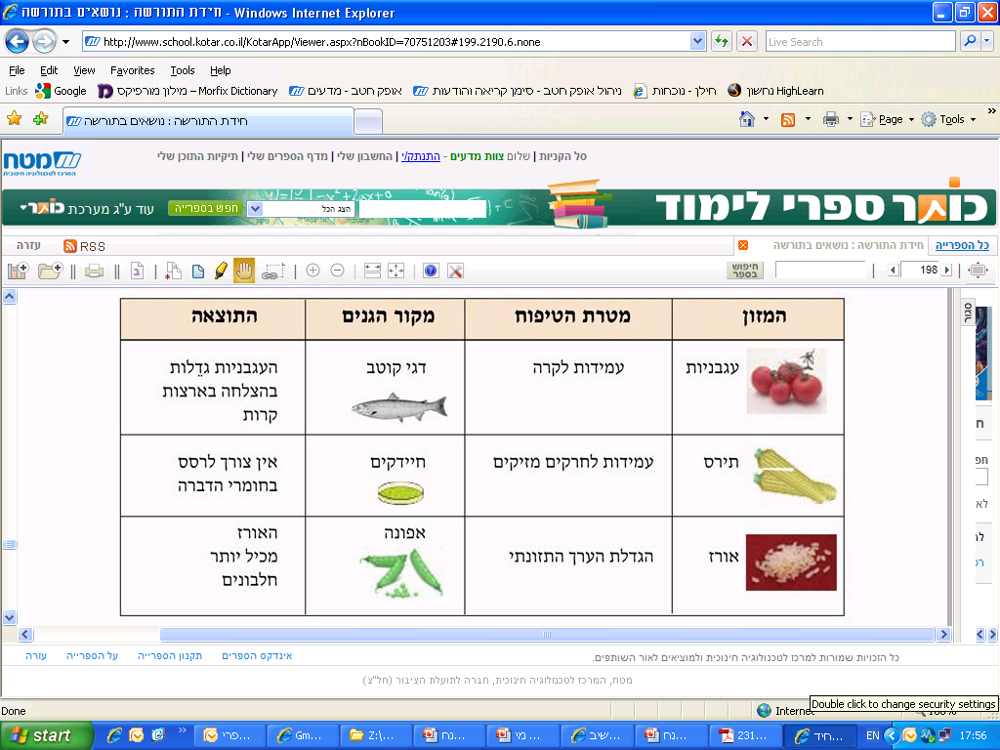 חידת התורשה : נושאים בתורשה - Windows Internet Explorer
http://www.school.kotar.co.il/KotarApp/Viewer.aspx?nBookID=70751203#199.2190.6.none
Live Search
File Edit View Favorites Tools Help
Links Google Morfix Dictionary – מילון מורפיקס אופק חטב - מדעים ניהול אופק חטב - סימן קריאה והודעות חילן - נוכחות נחשון HighLearn
חידת התורשה : נושאים בתורשה
Page Tools
מטח
המרכז לטכנולוגיה חינוכית
סל הקניות | שלום צוות מדעים - התנתק/י | החשבון שלי | מדף הספרים שלי | תיקיות התוכן שלי
כותר ספרי לימוד
הצג הכל
חפש בספרייה
עוד ע"ג מערכת כותר
כל הספרייה
חידת התורשה : נושאים בתורשה
RSS
עזרה
198
חיפוש בספר
סגור
המזון מטרת הטיפוח מקור הגנים התוצאה
עגבניות עמידות לקרה דגי קוטב העגבניות גדֵלות
בהצלחה בארצות
קרות
תירס עמידות לחרקים מזיקים חיידקים אין צורך לרסס
בחומרי הדברה
אורז הגדלת הערך התזונתי אפונה האורז
מכיל יותר
חלבונים
כל הזכויות שמורות למרכז לטכנולוגיה חינוכית ולמוציאים לאור השותפים.
אינדקס הספרים תקנון הספרייה על הספרייה עזרה
מטח, המרכז לטכנולוגיה חינוכית, חברה לתועלת הציבור (חל"צ)
Done
Double click to change security settings
start
Gm...
Z:\...
231...
חיד...
EN
17:56